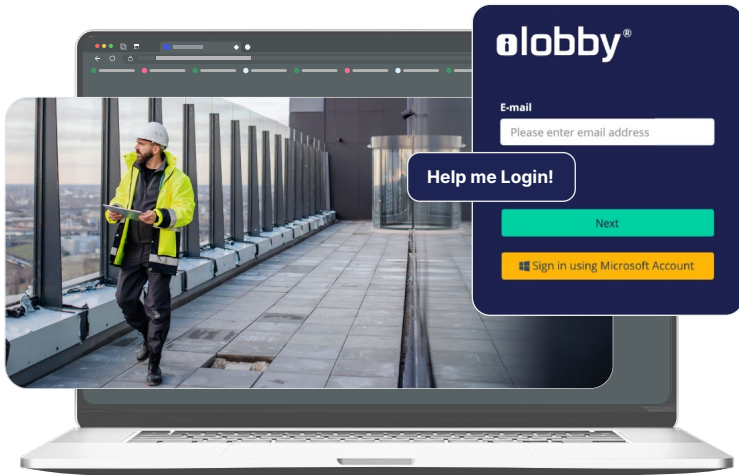 ilobby®
E-mail
Please enter email address
Help me Login!
Next
Sign in using Microsoft Account